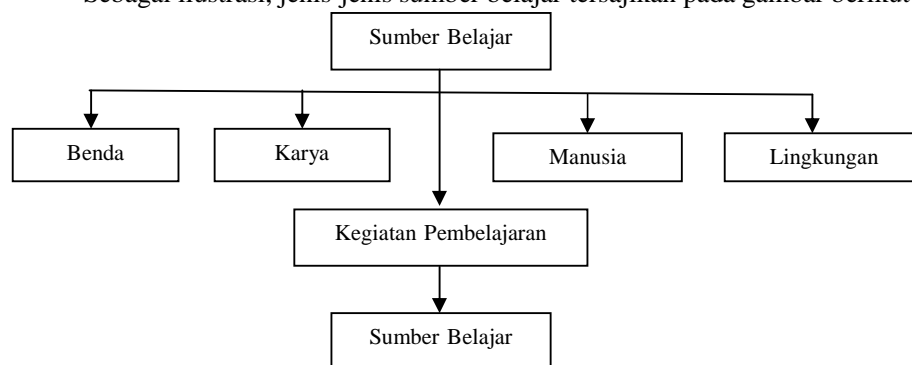 Sebagai ilustrasi, jenis-jenis sumber belajar tersajikan pada gambar berikut
Sumber Belajar
Benda
Karya
Manusia
Lingkungan
Kegiatan Pembelajaran
Sumber Belajar